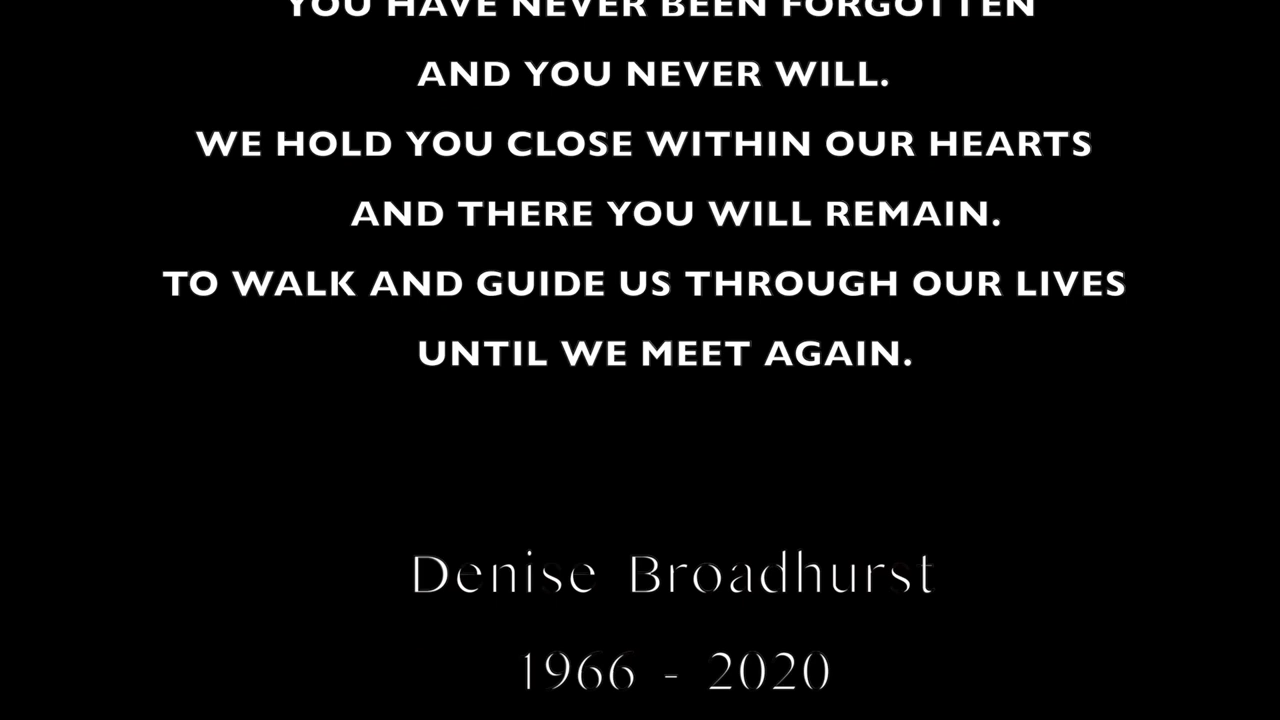 YOU HAVE NEVER BEEN FORGOTTEN
AND YOU NEVER WILL.
WE HOLD YOU CLOSE WITHIN OUR HEARTS
AND THERE YOU WILL REMAIN.
TO WALK AND GUIDE US THROUGH OUR LIVES
UNTIL WE MEET AGAIN.
Denise Broadhurst
1966 - 2020